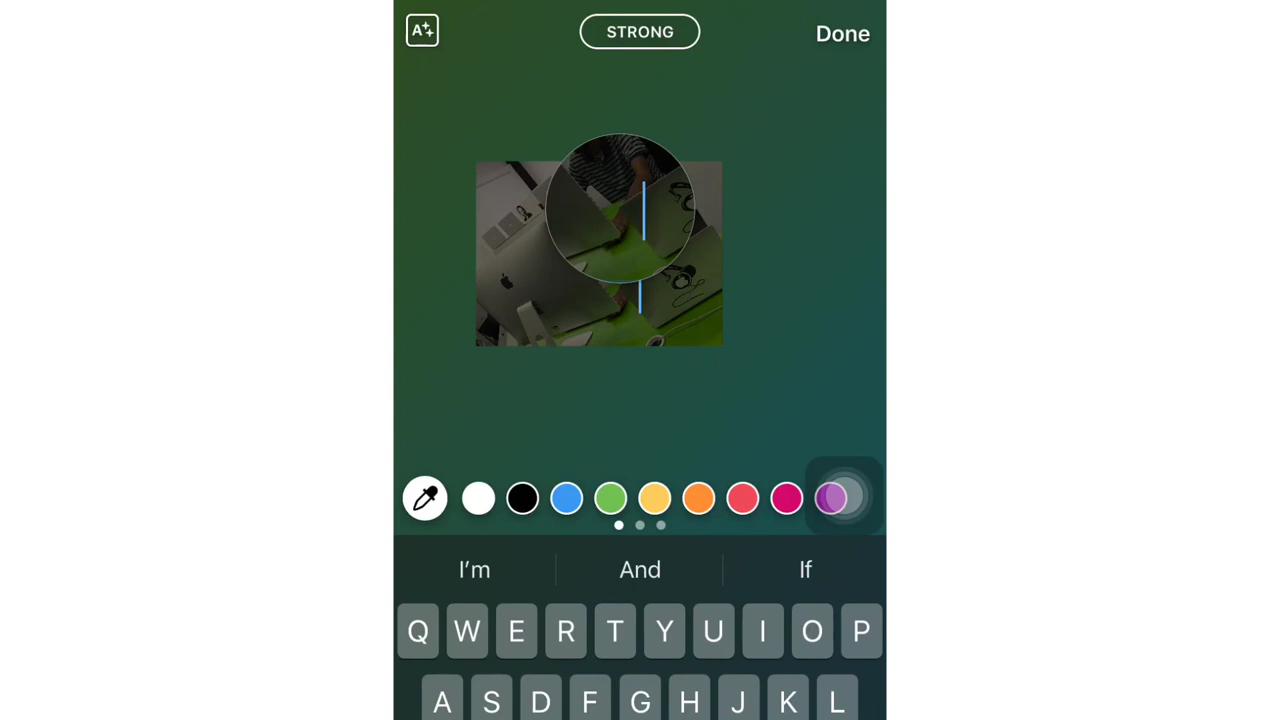 A STRONG Done
I'm And If
Q W E R T Y U I O P
A S D F G H J K L